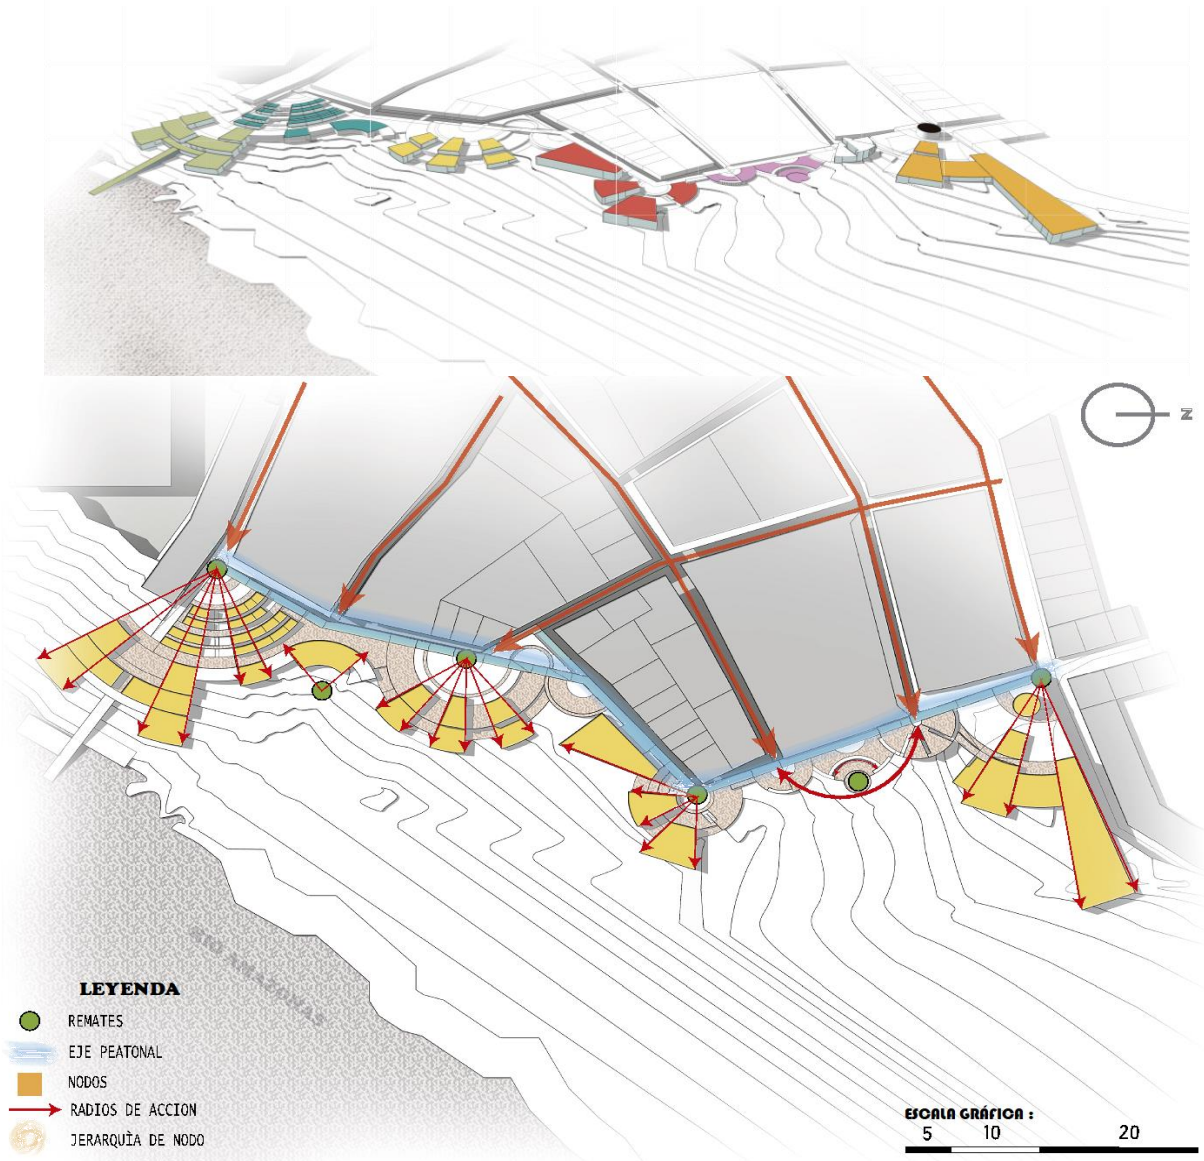 N
RIO AMAZONAS
LEYENDA
REMATES
EJE PEATONAL
NODOS
RADIOS DE ACCION
JERARQUÌA DE NODO
ESCALA GRÁFICA :
5 10 20